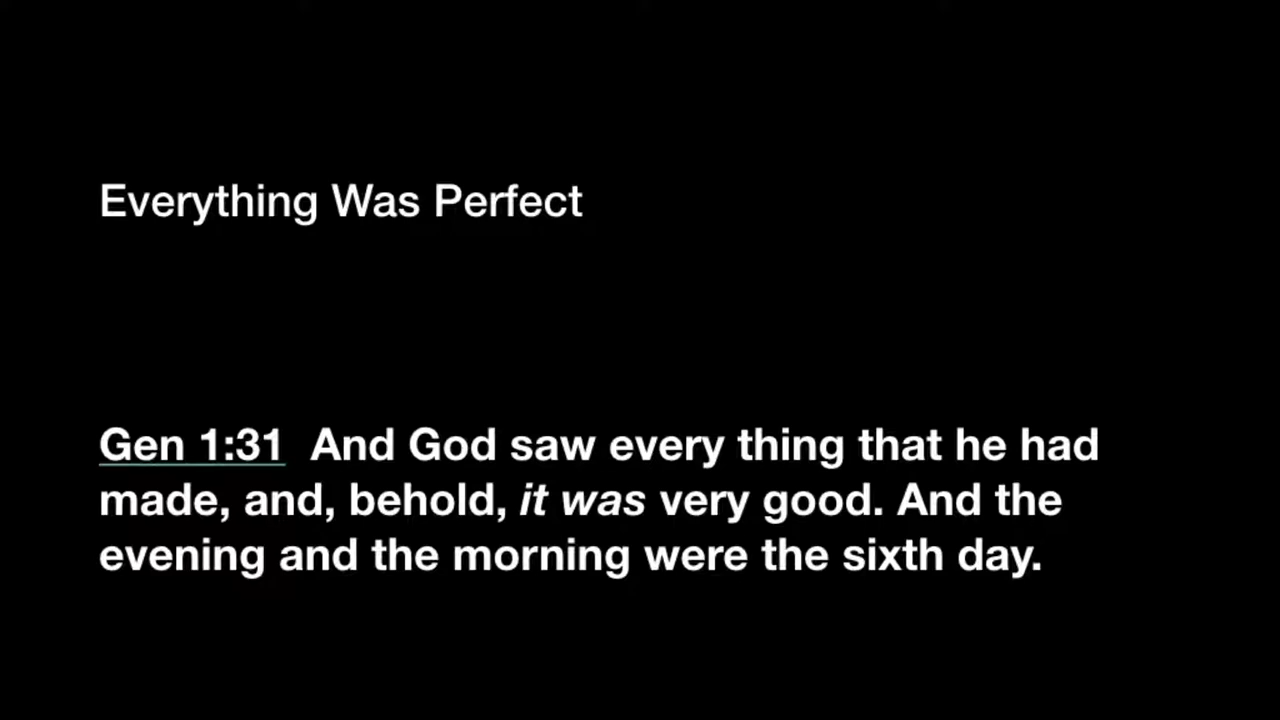 Everything Was Perfect
Gen 1:31 And God saw every thing that he had
made, and, behold, it was very good. And the
evening and the morning were the sixth day.